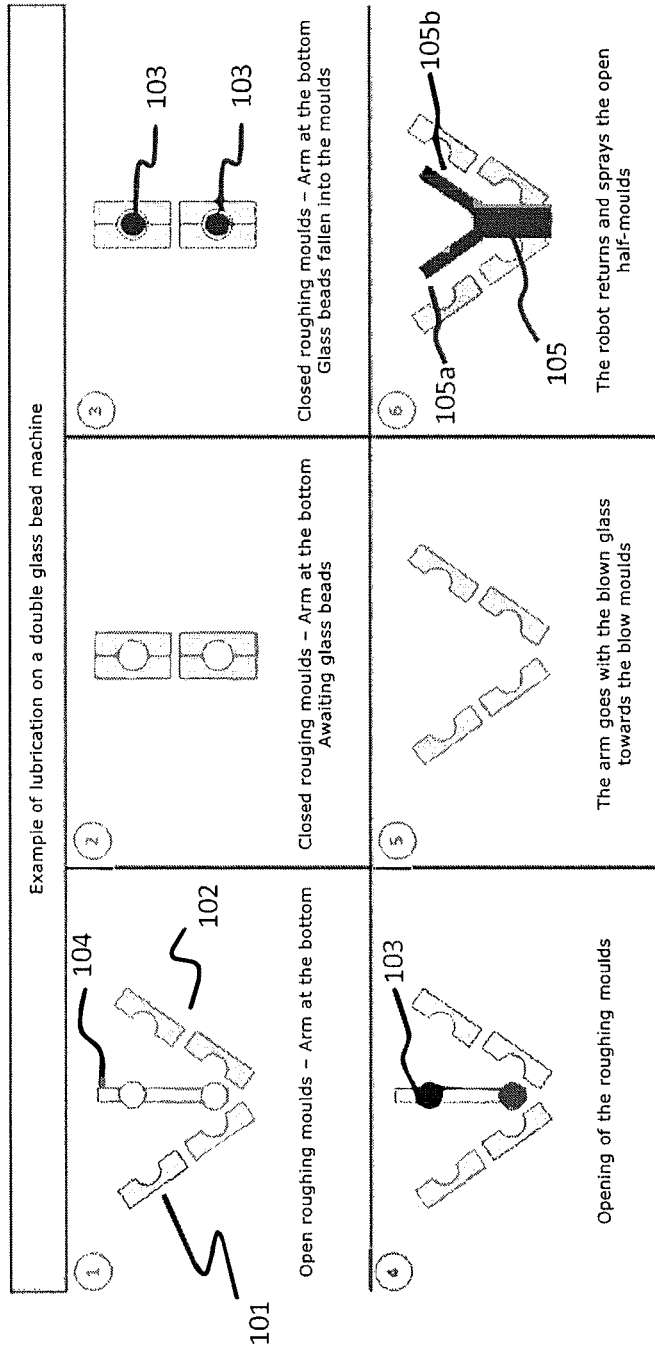 Example of lubrication on a double glass bead machine
1
104
102
101
Open roughing moulds – Arm at the bottom
2
Closed rouging moulds – Arm at the bottom
Awaiting glass beads
3
103
103
Closed roughing moulds – Arm at the bottom
Glass beads fallen into the moulds
4
103
Opening of the roughing moulds
5
The arm goes with the blown glass
towards the blow moulds
6
105b
105a
105
The robot returns and sprays the open
half-moulds